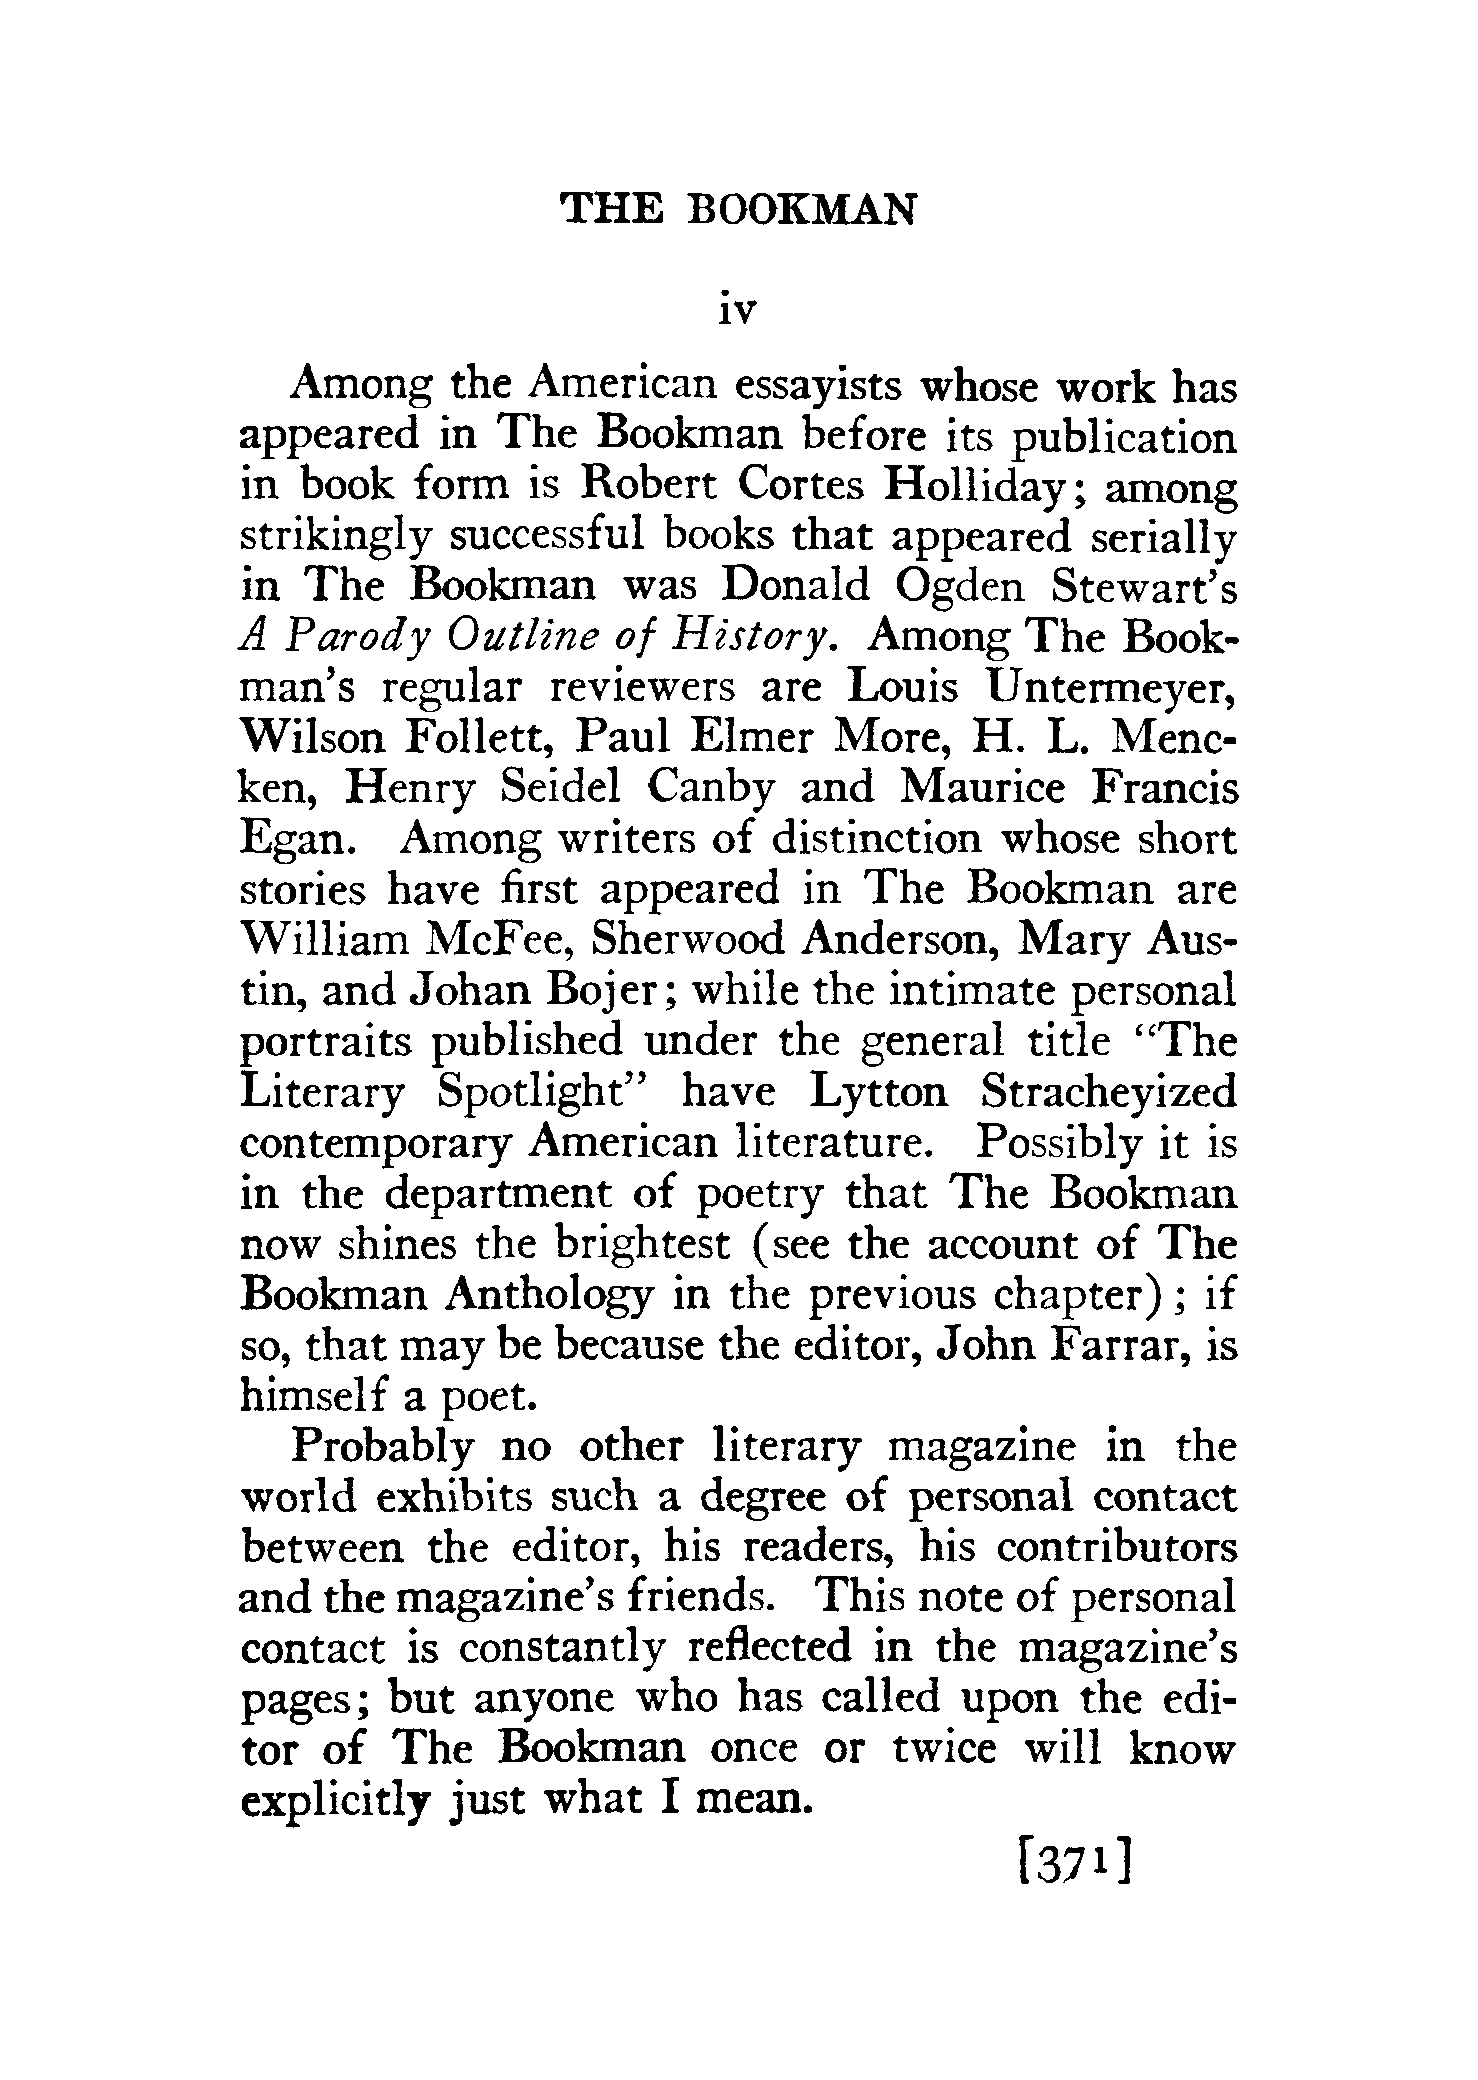 THE BOOKMAN
iv
Among the American essayists whose work has
appeared in The Bookman before its publication
in book form is Robert Cortes Holliday; among
strikingly successful books that appeared serially
in The Bookman was Donald Ogden Stewart's
A Parody Outline of History. Among The Book-
man's regular reviewers are Louis Untermeyer,
Wilson Follett, Paul Elmer More, H. L. Menc-
ken, Henry Seidel Canby and Maurice Francis
Egan. Among writers of distinction whose short
stories have first appeared in The Bookman are
William McFee, Sherwood Anderson, Mary Aus-
tin, and Johan Bojer; while the intimate personal
portraits published under the general title "The
Literary Spotlight" have Lytton Stracheyized
contemporary American literature. Possibly it is
in the department of poetry that The Bookman
now shines the brightest (see the account of The
Bookman Anthology in the previous chapter); if
so, that may be because the editor, John Farrar, is
himself a poet.
Probably no other literary magazine in the
world exhibits such a degree of personal contact
between the editor, his readers, his contributors
and the magazine's friends. This note of personal
contact is constantly reflected in the magazine's
pages; but anyone who has called upon the edi-
tor of The Bookman once or twice will know
explicitly just what I mean.
[371]